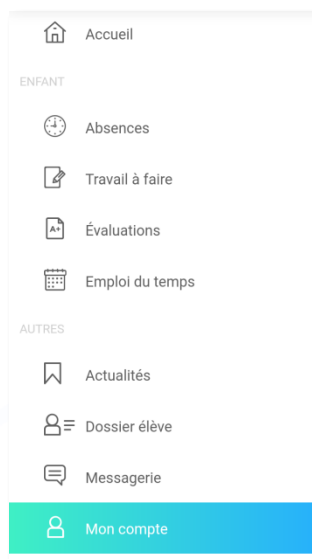 Accueil
ENFANT
Absences
Travail à faire
A+
Évaluations
Emploi du temps
AUTRES
Actualités
Dossier élève
Messagerie
Mon compte